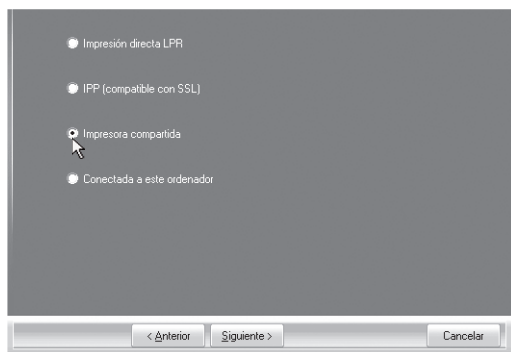 Impresión directa LPR
IPP (compatible con SSL)
Impresora compartida
Conectada a este ordenador
< Anterior Siguiente > Cancelar